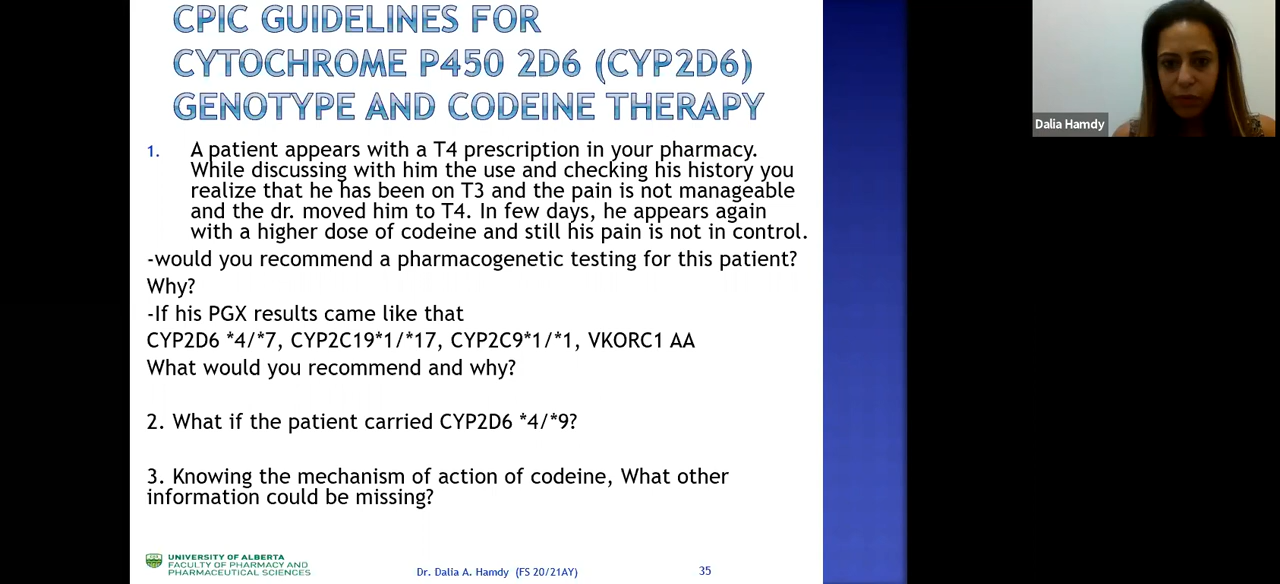 CPIC GUIDELINES FOR
CYTOCHROME P450 2D6 (CYP2D6)
GENOTYPE AND CODEINE THERAPY
1. A patient appears with a T4 prescription in your pharmacy.
While discussing with him the use and checking his history you
realize that he has been on T3 and the pain is not manageable
and the dr. moved him to T4. In few days, he appears again
with a higher dose of codeine and still his pain is not in control.
-would you recommend a pharmacogenetic testing for this patient?
Why?
-If his PGX results came like that
CYP2D6 *4/*7, CYP2C19*1/*17, CYP2C9*1/*1, VKORC1 AA
What would you recommend and why?
2. What if the patient carried CYP2D6 *4/*9?
3. Knowing the mechanism of action of codeine, What other
information could be missing?
UNIVERSITY OF ALBERTA
FACULTY OF PHARMACY AND
PHARMACEUTICAL SCIENCES
Dr. Dalia A. Hamdy (FS 20/21AY)
35
Dalia Hamdy